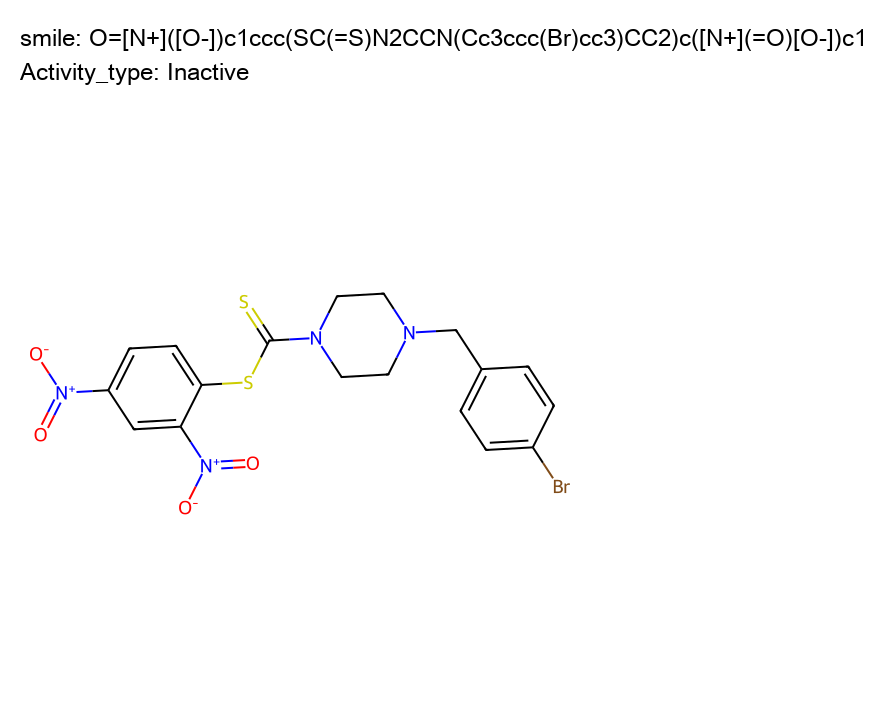 smile: O=[N+]([O-])c1ccc(SC(=S)N2CCN(Cc3ccc(Br)cc3)CC2)c([N+](=O)[O-])c1
Activity_type: Inactive
S
N
N
O-
N+
S
O
N+
O
O-
Br